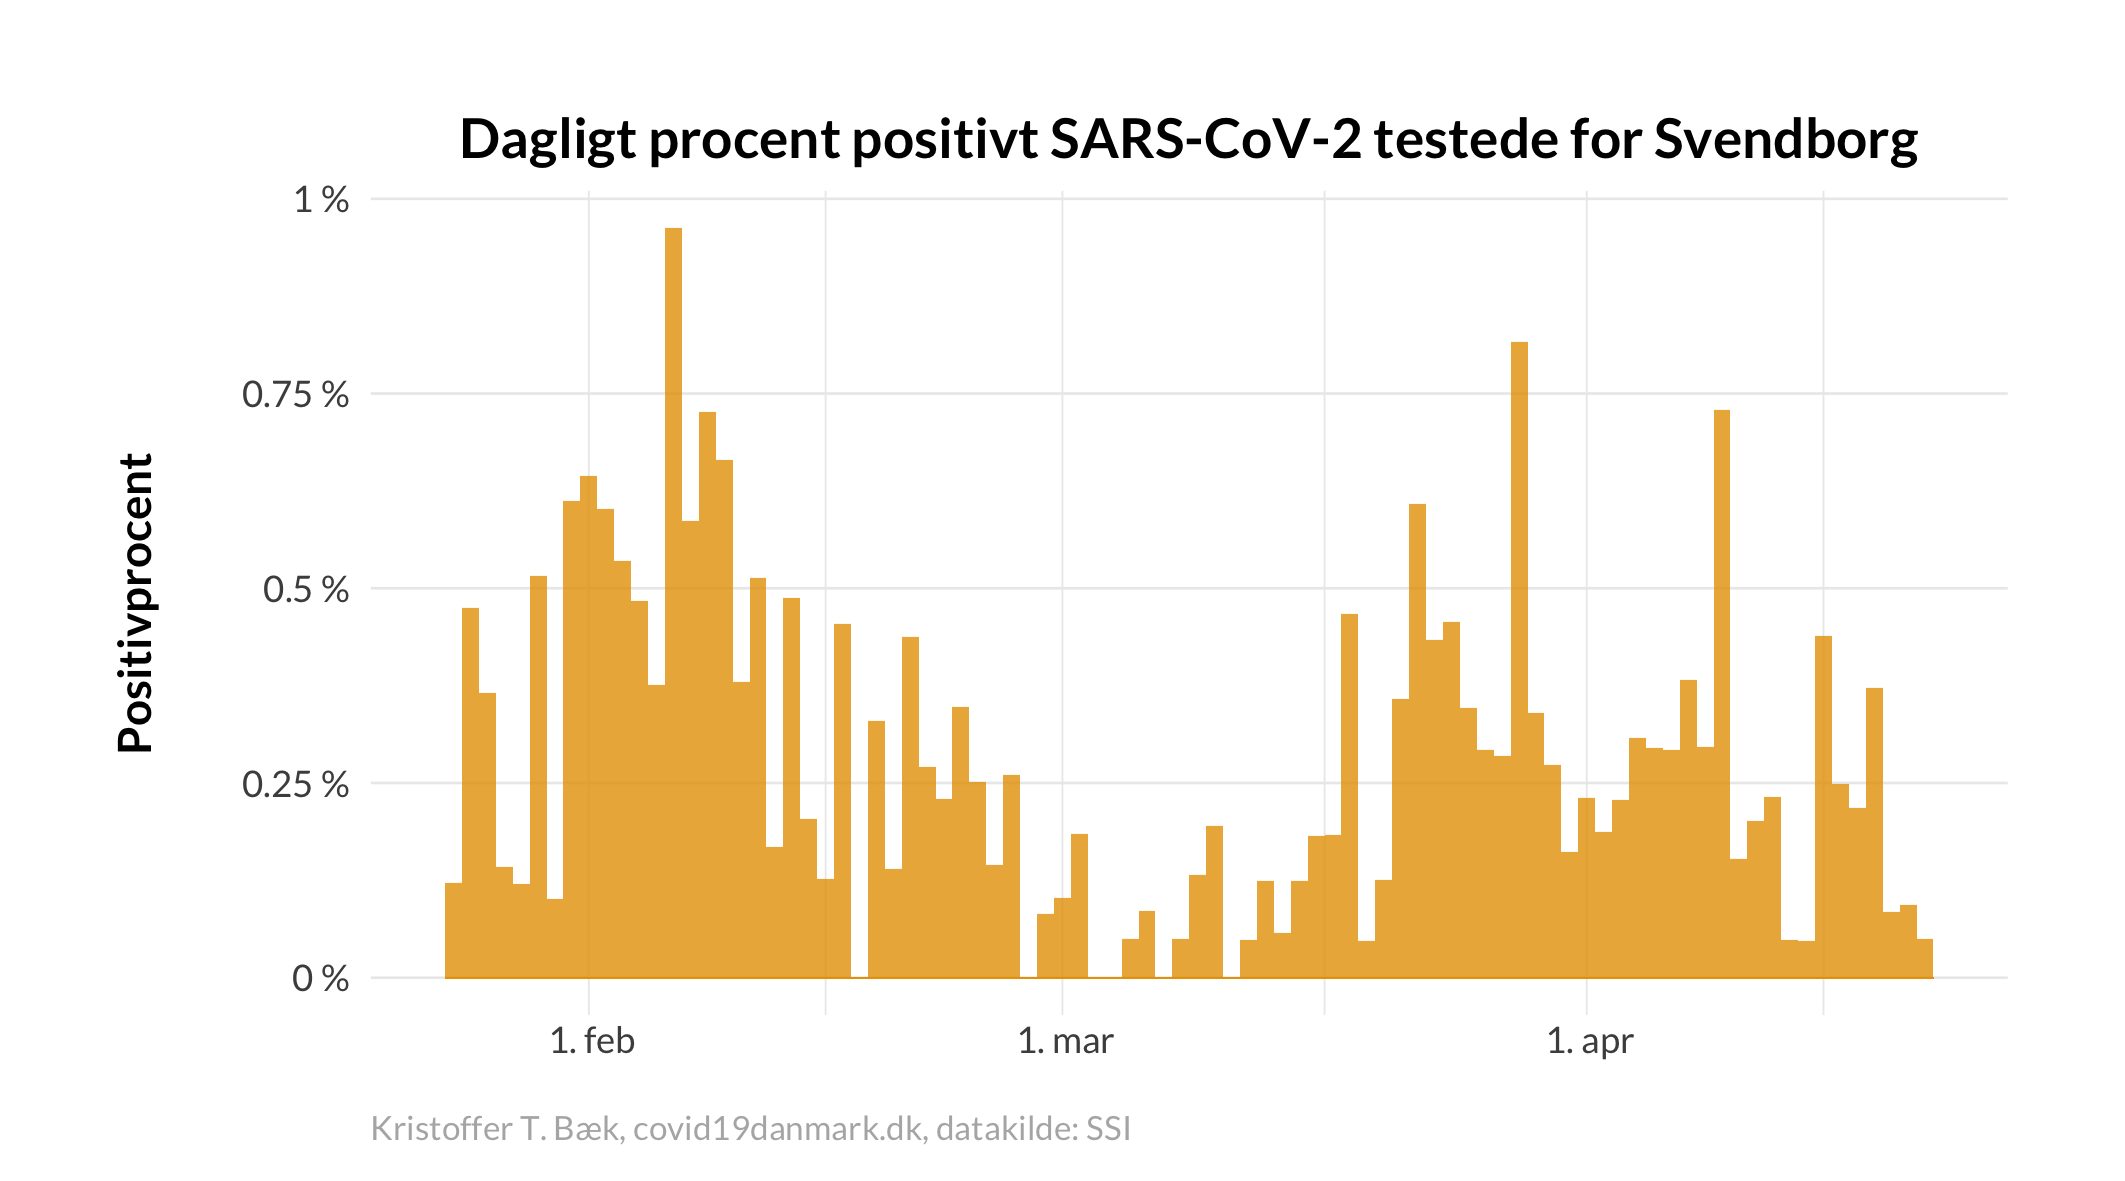 Dagligt procent positivt SARS-CoV-2 testede for Svendborg
Positivprocent
1 %
0.75 %
0.5 %
0.25 %
0 %
1. feb
1. mar
1. apr
Kristoffer T. Bæk, covid19danmark.dk, datakilde: SSI